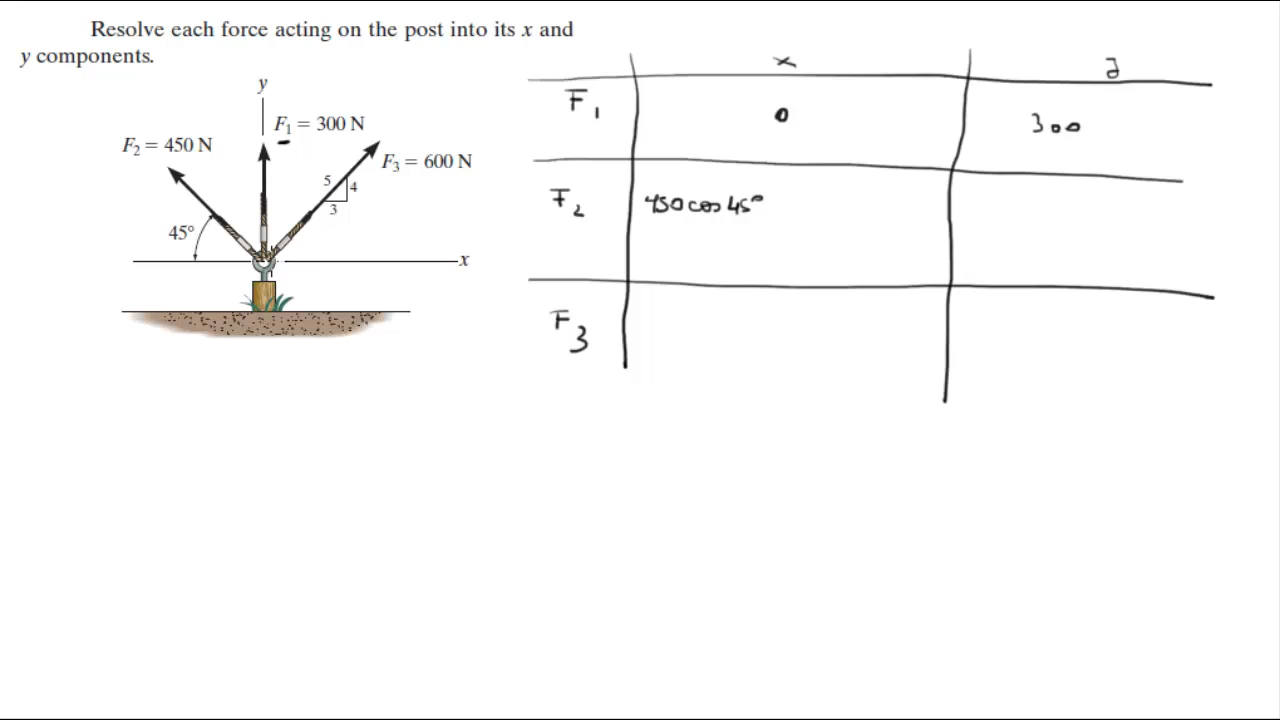 Resolve each force acting on the post into its x and
y components.
y
F₁ = 300 N
F₂ = 450 N
F₃ = 600 N
5
4
3
45°
x
x y
F₁ 0 300
F₂ 450 cos 45°
F₃